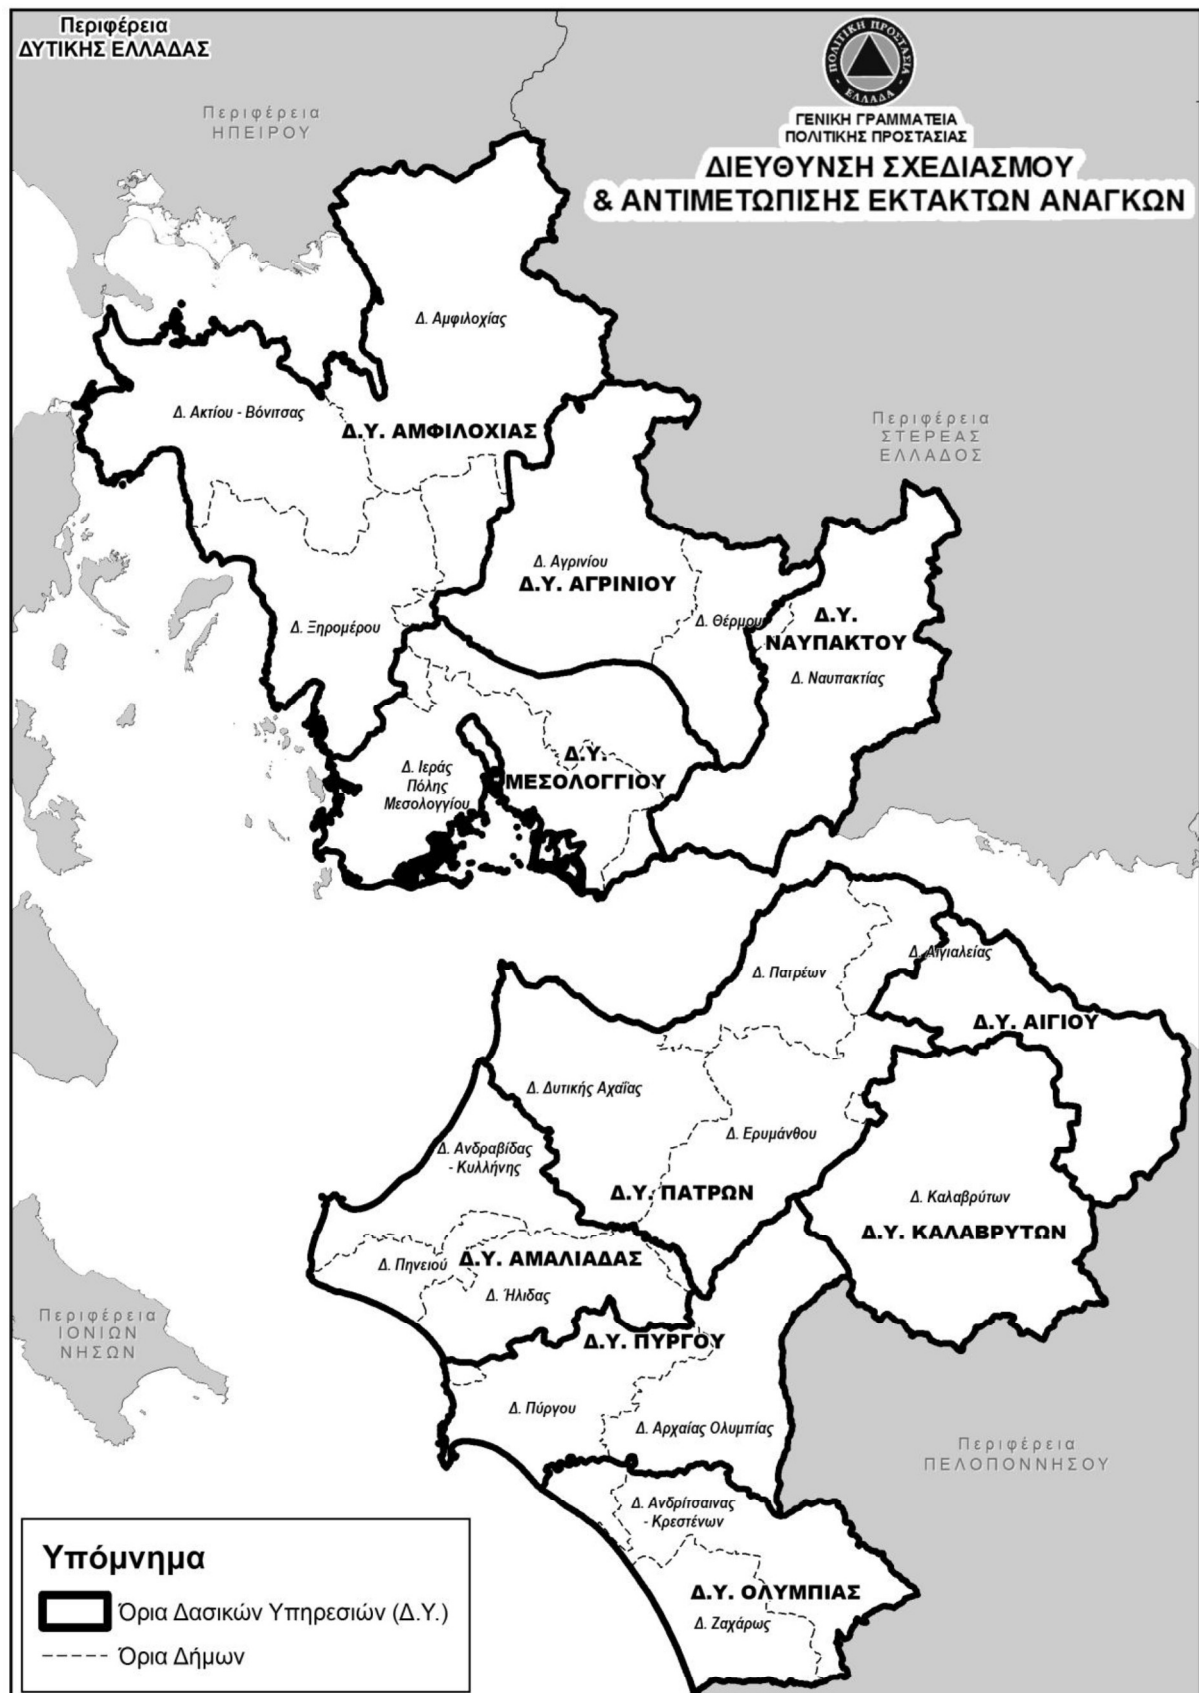 Περιφέρεια
ΔΥΤΙΚΗΣ ΕΛΛΑΔΑΣ
ΠΟΛΙΤΙΚΗ ΠΡΟΣΤΑΣΙΑ
- ΕΛΛΑΔΑ -
ΓΕΝΙΚΗ ΓΡΑΜΜΑΤΕΙΑ
ΠΟΛΙΤΙΚΗΣ ΠΡΟΣΤΑΣΙΑΣ
ΔΙΕΥΘΥΝΣΗ ΣΧΕΔΙΑΣΜΟΥ
& ΑΝΤΙΜΕΤΩΠΙΣΗΣ ΕΚΤΑΚΤΩΝ ΑΝΑΓΚΩΝ
Περιφέρεια
ΗΠΕΙΡΟΥ
Δ. Αμφιλοχίας
Δ. Ακτίου - Βόνιτσας
Δ.Υ. ΑΜΦΙΛΟΧΙΑΣ
Περιφέρεια
ΣΤΕΡΕΑΣ
ΕΛΛΑΔΟΣ
Δ. Αγρινίου
Δ.Υ. ΑΓΡΙΝΙΟΥ
Δ. Ξηρομέρου
Δ. Θέρμου
Δ.Υ.
ΝΑΥΠΑΚΤΟΥ
Δ. Ναυπακτίας
Δ.Υ.
ΜΕΣΟΛΟΓΓΙΟΥ
Δ. Ιεράς
Πόλης
Μεσολογγίου
Δ. Πατρέων
Δ. Αιγιαλείας
Δ.Υ. ΑΙΓΙΟΥ
Δ. Δυτικής Αχαΐας
Δ. Ερυμάνθου
Δ. Ανδραβίδας
- Κυλλήνης
Δ.Υ. ΠΑΤΡΩΝ
Δ. Καλαβρύτων
Δ.Υ. ΚΑΛΑΒΡΥΤΩΝ
Δ. Πηνειού
Δ.Υ. ΑΜΑΛΙΑΔΑΣ
Δ. Ήλιδας
Περιφέρεια
ΙΟΝΙΩΝ
ΝΗΣΩΝ
Δ.Υ. ΠΥΡΓΟΥ
Δ. Πύργου
Δ. Αρχαίας Ολυμπίας
Περιφέρεια
ΠΕΛΟΠΟΝΝΗΣΟΥ
Δ. Ανδρίτσαινας
- Κρεστένων
Δ.Υ. ΟΛΥΜΠΙΑΣ
Δ. Ζαχάρως
Υπόμνημα
Όρια Δασικών Υπηρεσιών (Δ.Υ.)
Όρια Δήμων